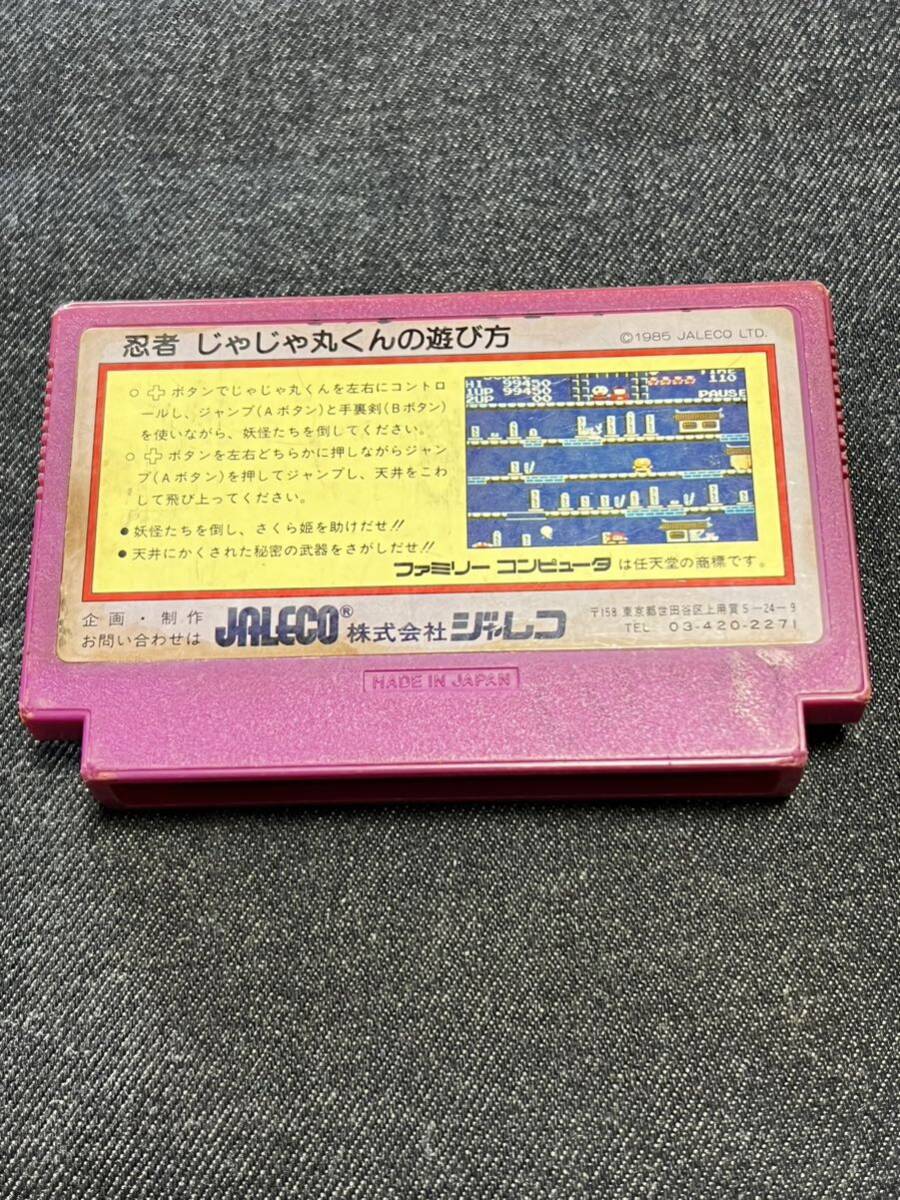 忍者 じゃじゃ丸くんの遊び方
©1985 JALECO LTD.
○ ボタンでじゃじゃ丸くんを左右にコントロ
ールし、ジャンプ(Aボタン)と手裏剣(Bボタン)
を使いながら、妖怪たちを倒してください。
○ ボタンを左右どちらかに押しながらジャン
プ(Aボタン)を押してジャンプし、天井をこわ
して飛び上ってください。
● 妖怪たちを倒し、さくら姫を助けだせ!!
● 天井にかくされた秘密の武器をさがしだせ!!
HI 99450
1UP 99450
2UP 00
TIME
110
PAUSE
ファミリー コンピュータ は任天堂の商標です。
企画・制作
お問い合わせは
JALECO® 株式会社 ジャレコ
〒158 東京都世田谷区上用賀5-24-9
TEL 03-420-2271
MADE IN JAPAN